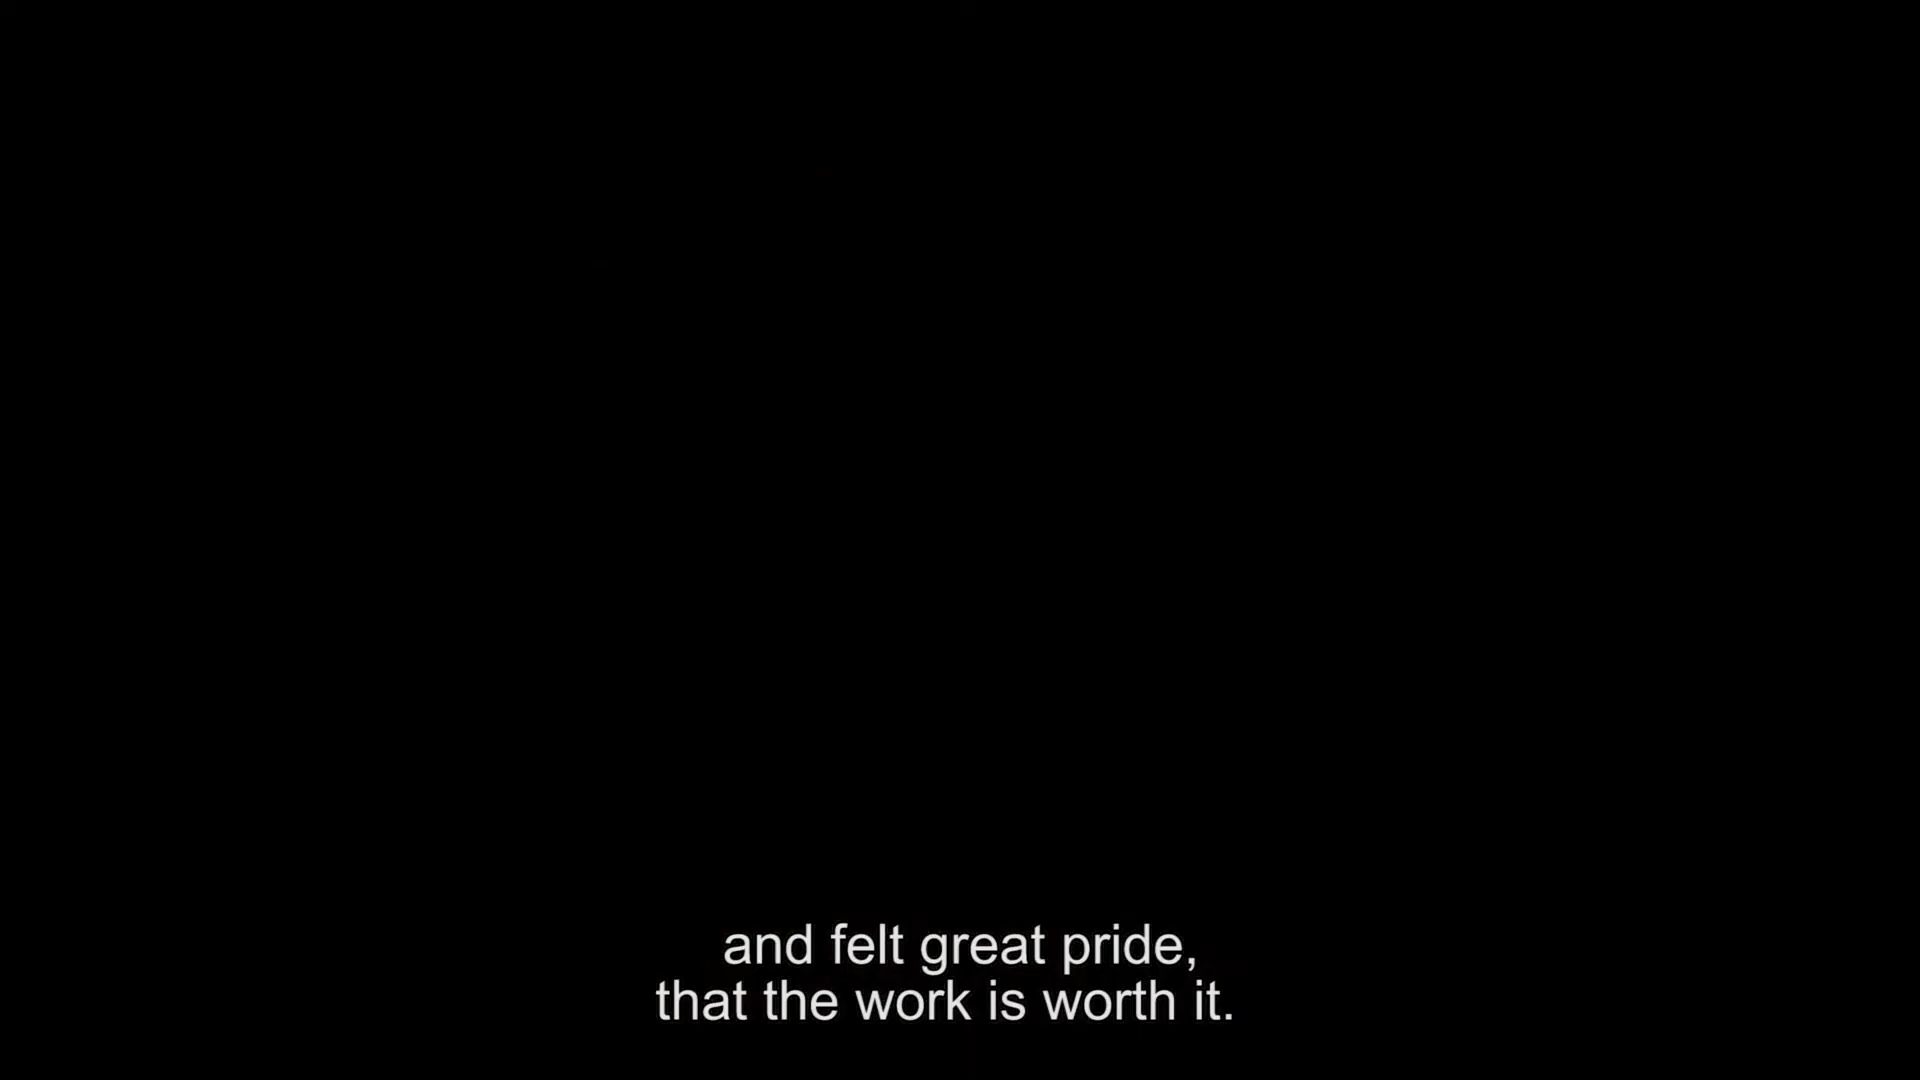 and felt great pride,
that the work is worth it.